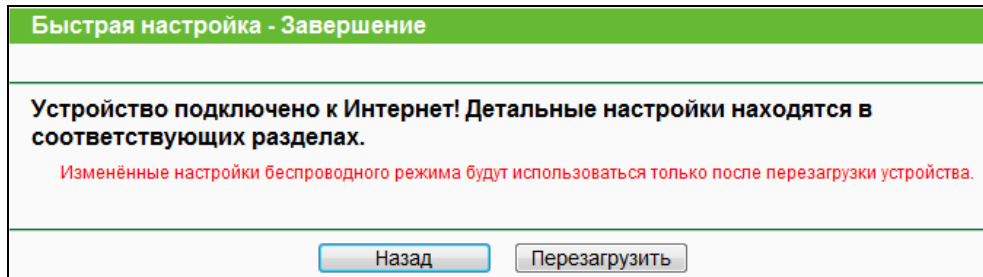 Быстрая настройка - Завершение
Устройство подключено к Интернет! Детальные настройки находятся в
соответствующих разделах.
Изменённые настройки беспроводного режима будут использоваться только после перезагрузки устройства.
Назад
Перезагрузить